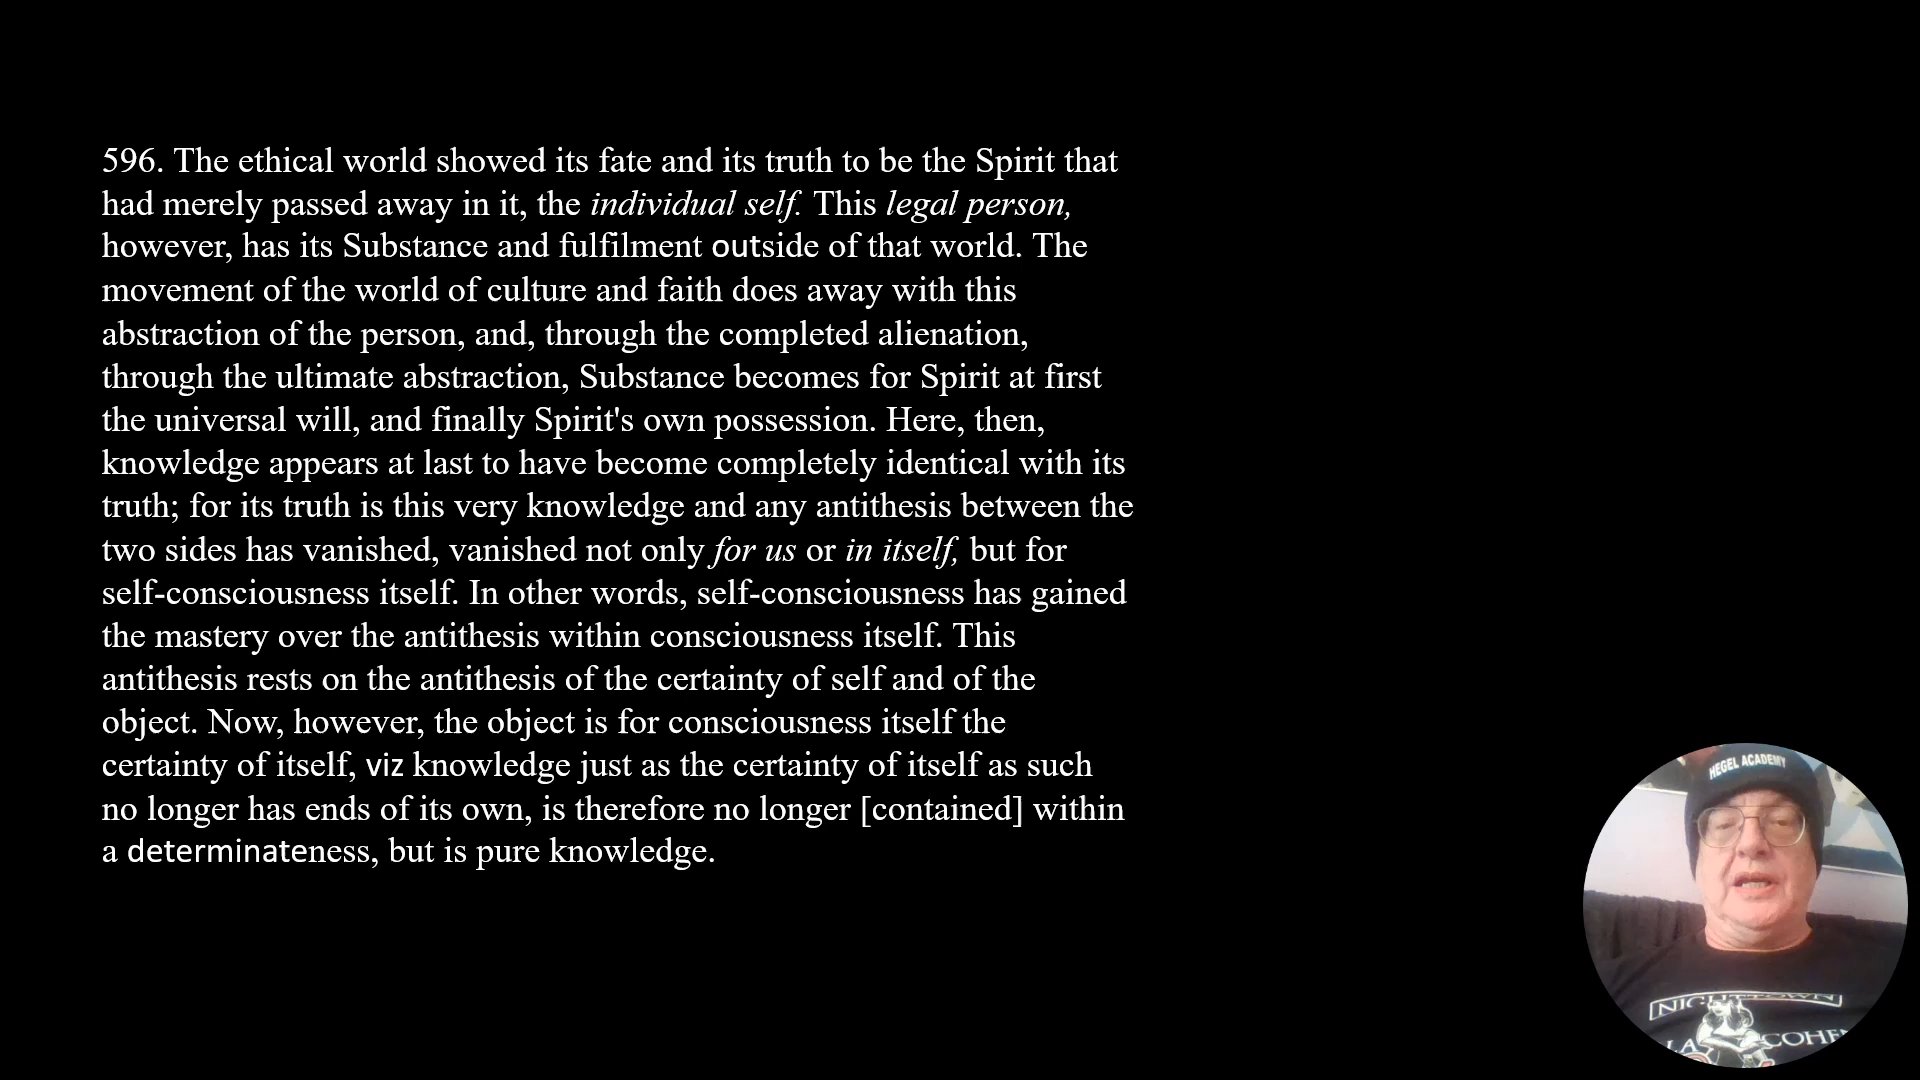 596. The ethical world showed its fate and its truth to be the Spirit that
had merely passed away in it, the individual self. This legal person,
however, has its Substance and fulfilment outside of that world. The
movement of the world of culture and faith does away with this
abstraction of the person, and, through the completed alienation,
through the ultimate abstraction, Substance becomes for Spirit at first
the universal will, and finally Spirit's own possession. Here, then,
knowledge appears at last to have become completely identical with its
truth; for its truth is this very knowledge and any antithesis between the
two sides has vanished, vanished not only for us or in itself, but for
self-consciousness itself. In other words, self-consciousness has gained
the mastery over the antithesis within consciousness itself. This
antithesis rests on the antithesis of the certainty of self and of the
object. Now, however, the object is for consciousness itself the
certainty of itself, viz knowledge just as the certainty of itself as such
no longer has ends of its own, is therefore no longer [contained] within
a determinateness, but is pure knowledge.
HEGEL ACADEMY
NIGHTTOWN